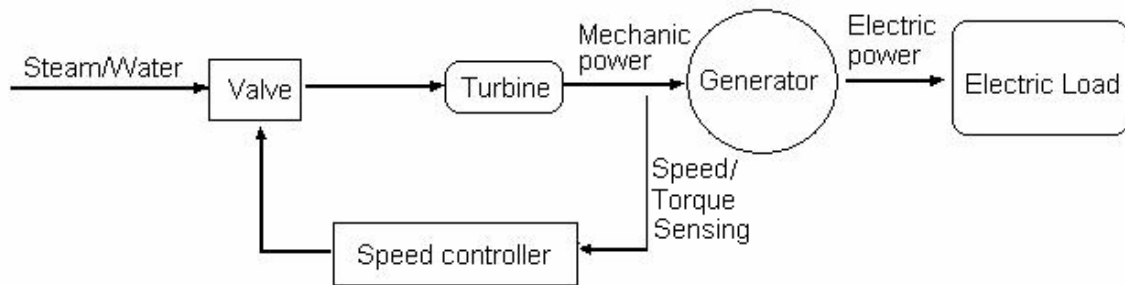 Steam/Water
Valve
Turbine
Mechanic
power
Generator
Electric
power
Electric Load
Speed/
Torque
Sensing
Speed controller